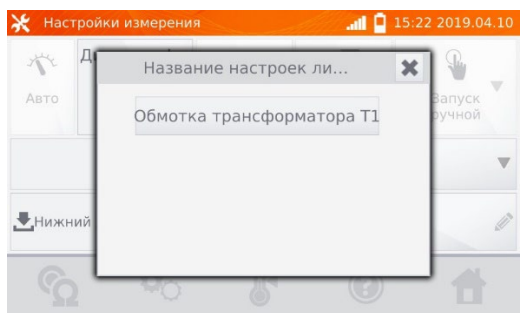 Настройки измерения
15:22 2019.04.10
Название настроек ли...
Обмотка трансформатора Т1
Авто
Запуск
ручной
Нижний